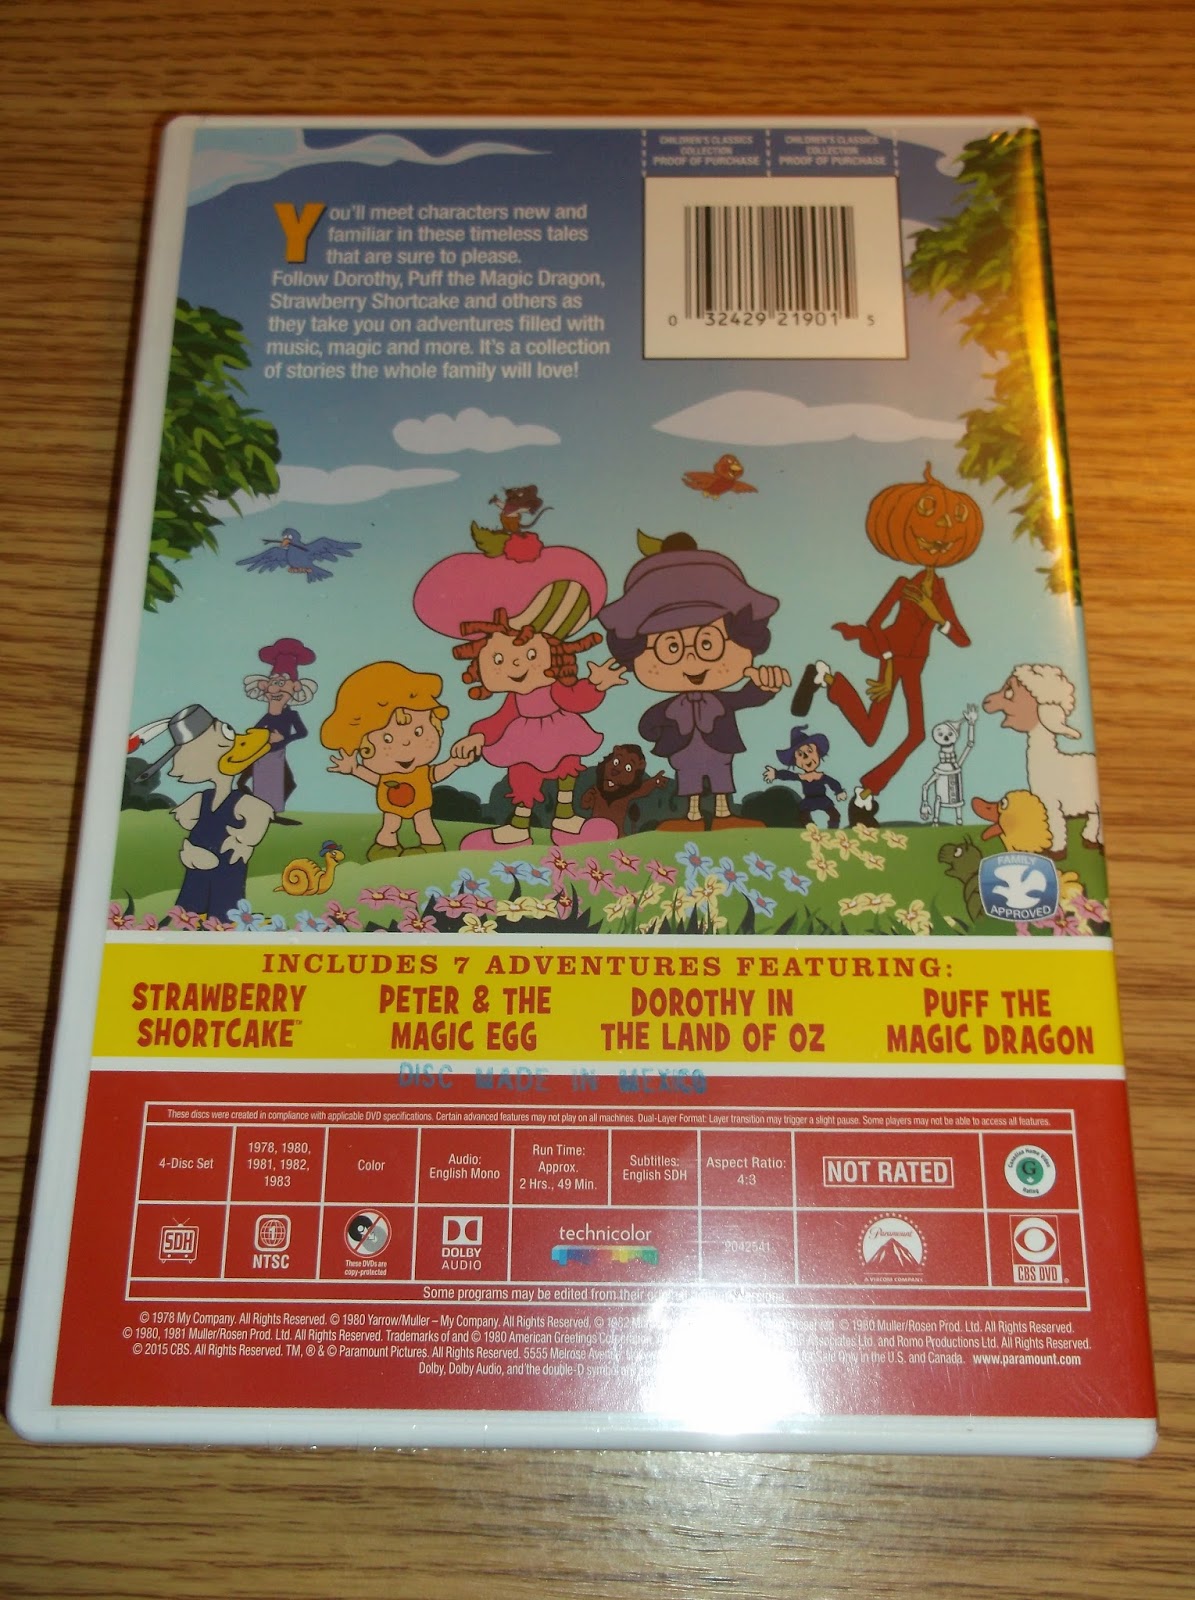 CHILDREN'S CLASSICS COLLECTION PROOF OF PURCHASE
CHILDREN'S CLASSICS COLLECTION PROOF OF PURCHASE
You'll meet characters new and
familiar in these timeless tales
that are sure to please.
Follow Dorothy, Puff the Magic Dragon,
Strawberry Shortcake and others as
they take you on adventures filled with
music, magic and more. It's a collection
of stories the whole family will love!
0 32429 21901 5
FAMILY
APPROVED
INCLUDES 7 ADVENTURES FEATURING:
STRAWBERRY
SHORTCAKE™
PETER & THE
MAGIC EGG
DOROTHY IN
THE LAND OF OZ
PUFF THE
MAGIC DRAGON
DISC MADE IN MEXICO
These discs were created in compliance with applicable DVD specifications. Certain advanced features may not play on all machines. Dual-Layer Format: Layer transition may trigger a slight pause. Some players may not be able to access all features.
4-Disc Set
1978, 1980,
1981, 1982,
1983
Color
Audio:
English Mono
Run Time:
Approx.
2 Hrs., 49 Min.
Subtitles:
English SDH
Aspect Ratio:
4:3
NOT RATED
Canadian Home Video
G
Rated
SDH
1
NTSC
These DVDs are
copy-protected
DOLBY
AUDIO
technicolor
2042541
Paramount
A VIACOM COMPANY
CBS DVD
Some programs may be edited from their
© 1978 My Company. All Rights Reserved. © 1980 Yarrow/Muller – My Company. All Rights Reserved. © 1982 Reserved. © 1980 Muller/Rosen Prod. Ltd. All Rights Reserved.
© 1980, 1981 Muller/Rosen Prod. Ltd. All Rights Reserved. Trademarks of and © 1980 American Greetings Associates Ltd. and Romo Productions Ltd. All Rights Reserved.
© 2015 CBS. All Rights Reserved. TM, ® & © Paramount Pictures. All Rights Reserved. 5555 Melrose Sale Only in the U.S. and Canada. www.paramount.com
Dolby, Dolby Audio, and the double-D